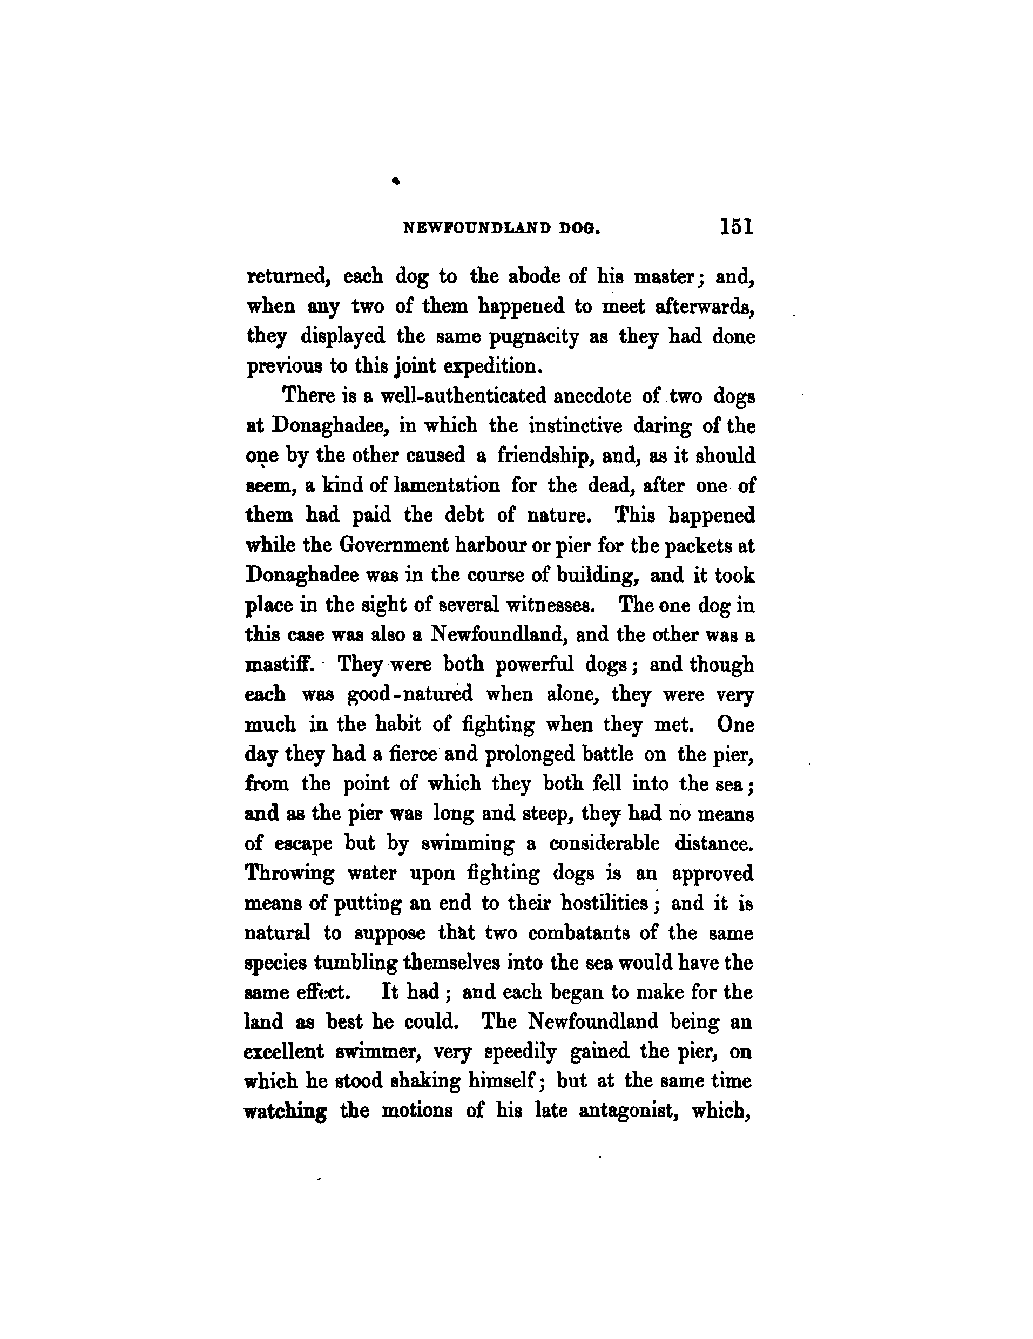 NEWFOUNDLAND DOG. 151
returned, each dog to the abode of his master; and,
when any two of them happened to meet afterwards,
they displayed the same pugnacity as they had done
previous to this joint expedition.
There is a well-authenticated anecdote of two dogs
at Donaghadee, in which the instinctive daring of the
one by the other caused a friendship, and, as it should
seem, a kind of lamentation for the dead, after one of
them had paid the debt of nature. This happened
while the Government harbour or pier for the packets at
Donaghadee was in the course of building, and it took
place in the sight of several witnesses. The one dog in
this case was also a Newfoundland, and the other was a
mastiff. They were both powerful dogs; and though
each was good-natured when alone, they were very
much in the habit of fighting when they met. One
day they had a fierce and prolonged battle on the pier,
from the point of which they both fell into the sea;
and as the pier was long and steep, they had no means
of escape but by swimming a considerable distance.
Throwing water upon fighting dogs is an approved
means of putting an end to their hostilities; and it is
natural to suppose that two combatants of the same
species tumbling themselves into the sea would have the
same effect. It had; and each began to make for the
land as best he could. The Newfoundland being an
excellent swimmer, very speedily gained the pier, on
which he stood shaking himself; but at the same time
watching the motions of his late antagonist, which,